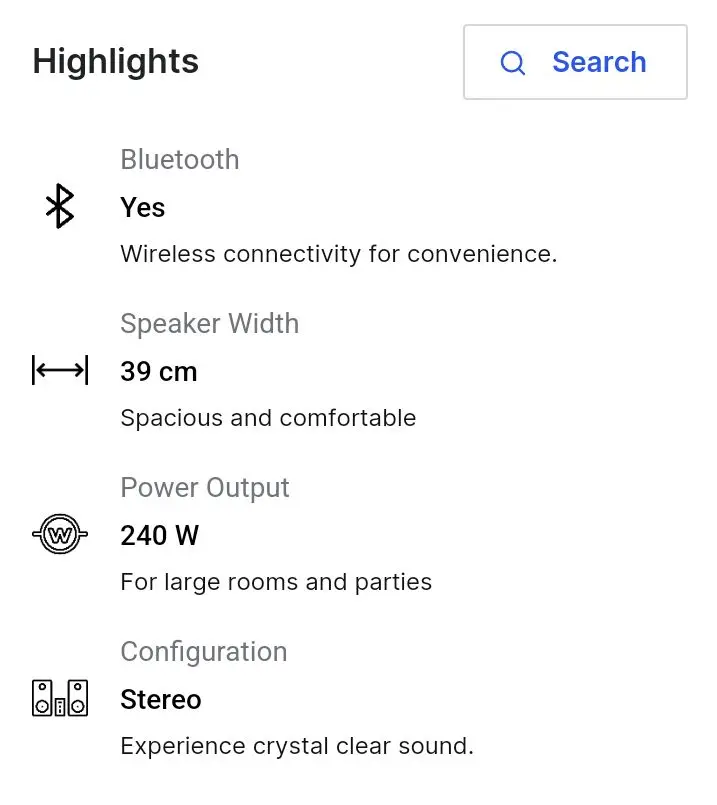 Highlights
Search
Bluetooth
Yes
Wireless connectivity for convenience.
Speaker Width
39 cm
Spacious and comfortable
Power Output
W
240 W
For large rooms and parties
Configuration
Stereo
Experience crystal clear sound.